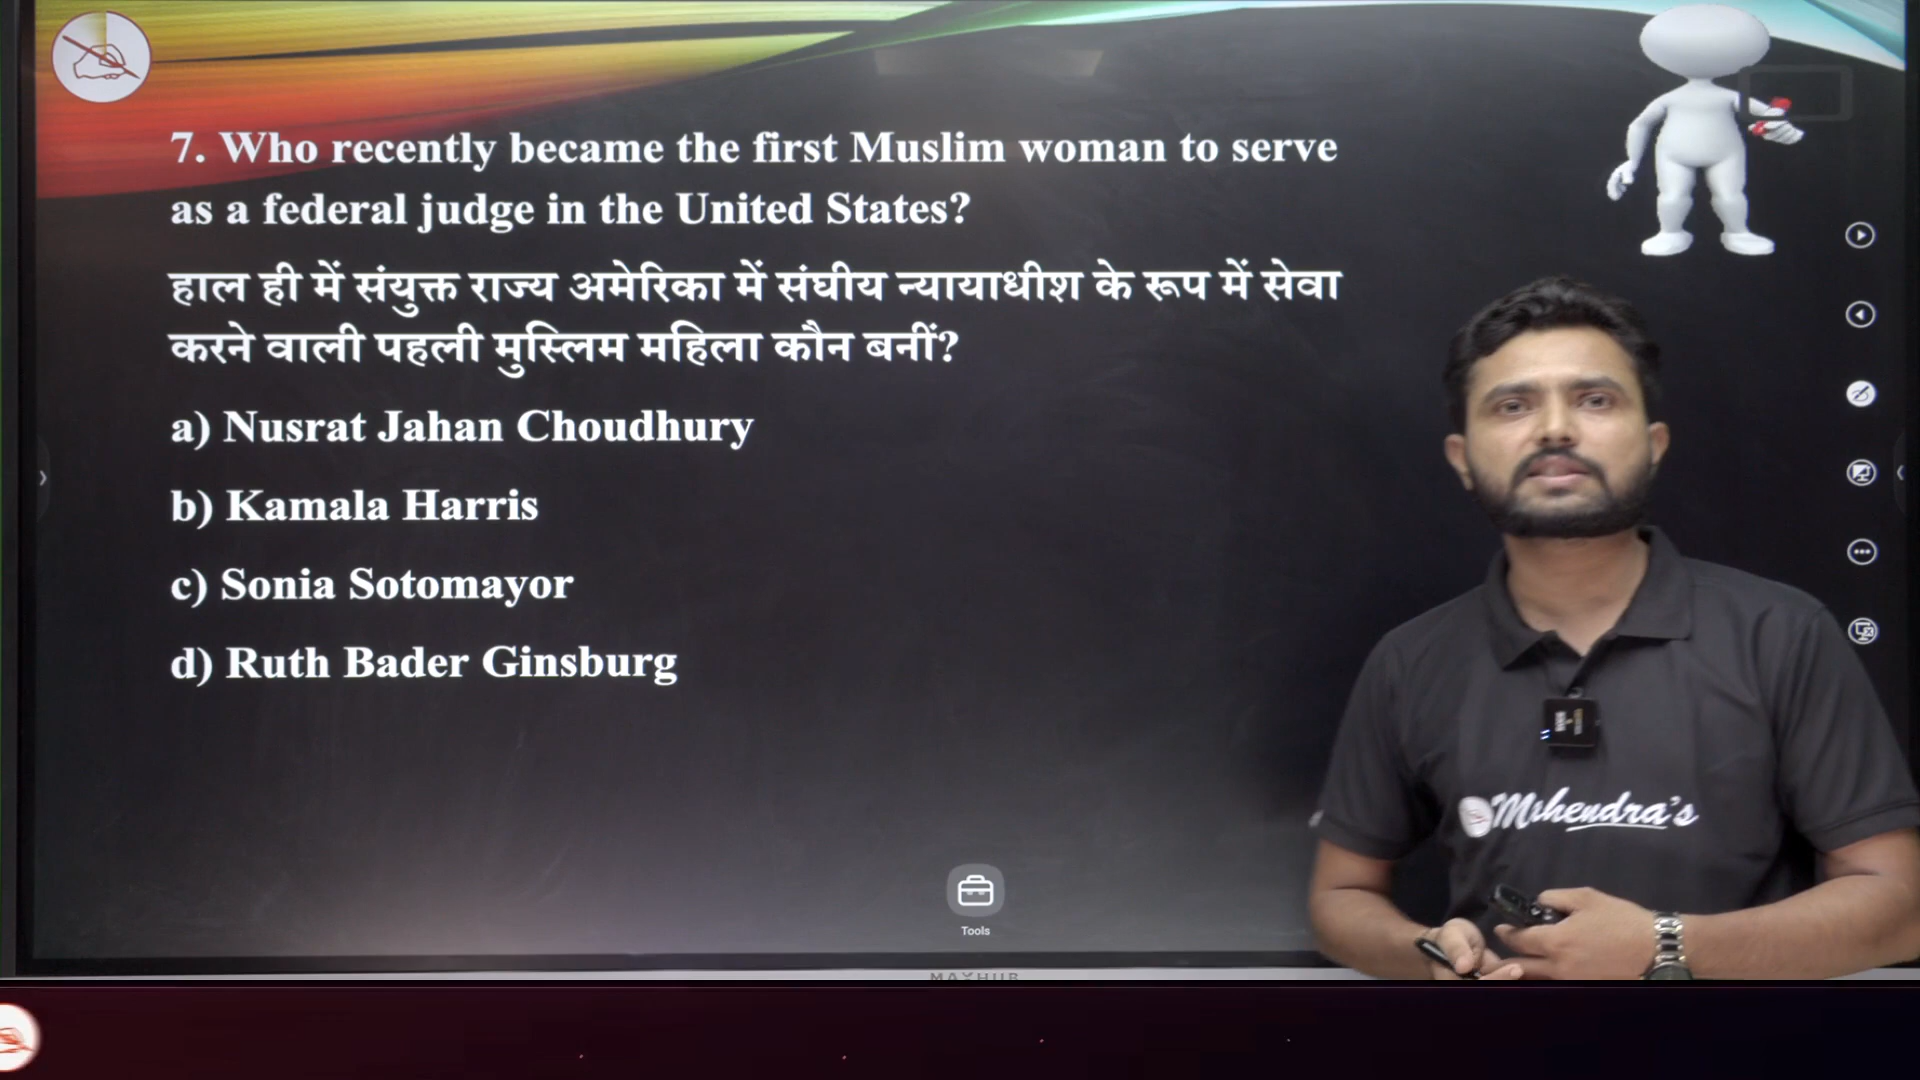 7. Who recently became the first Muslim woman to serve
as a federal judge in the United States?
हाल ही में संयुक्त राज्य अमेरिका में संघीय न्यायाधीश के रूप में सेवा
करने वाली पहली मुस्लिम महिला कौन बनीं?
a) Nusrat Jahan Choudhury
b) Kamala Harris
c) Sonia Sotomayor
d) Ruth Bader Ginsburg
Mahendra's
Tools
MAXHUB